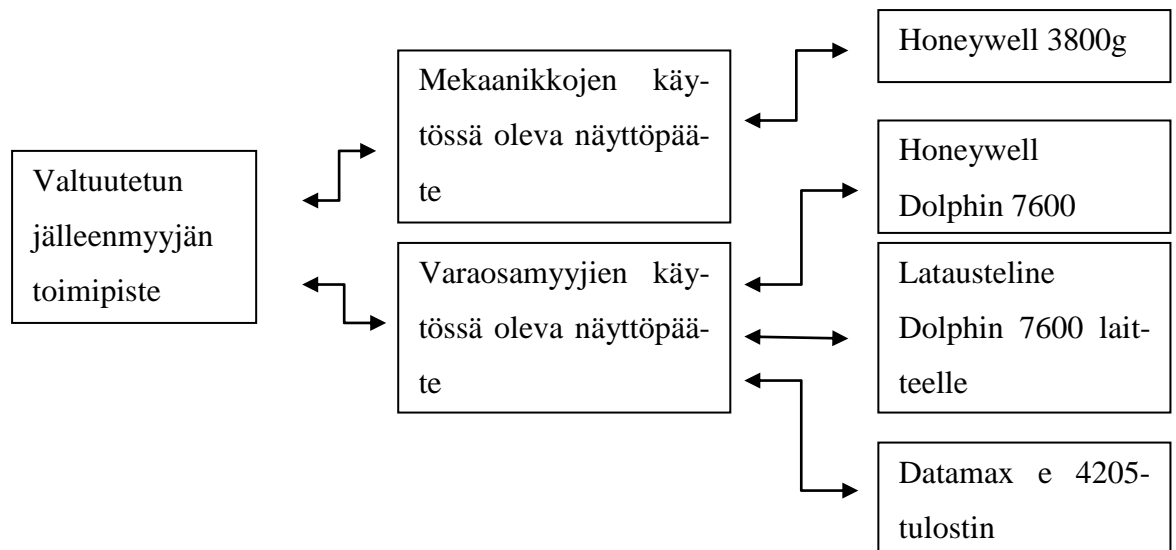 Valtuutetun
jälleenmyyjän
toimipiste
Mekaanikkojen käy-
tössä oleva näyttöpää-
te
Varaosamyyjien käy-
tössä oleva näyttöpää-
te
Honeywell 3800g
Honeywell
Dolphin 7600
Latausteline
Dolphin 7600 lait-
teelle
Datamax e 4205-
tulostin